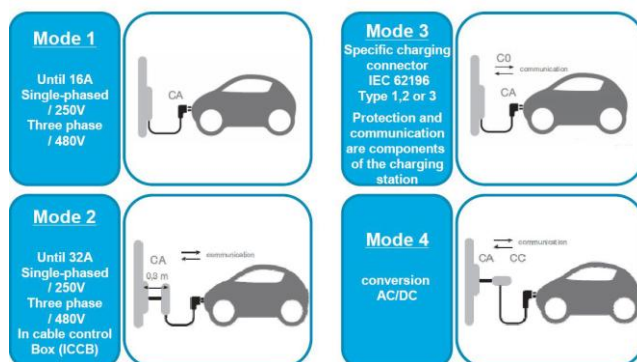 Mode 1
Until 16A
Single-phased
/ 250V
Three phase
/ 480V
CA
Mode 3
Specific charging
connector
IEC 62196
Type 1,2 or 3
Protection and
communication
are components
of the charging
station
C0
communication
CA
Mode 2
Until 32A
Single-phased
/ 250V
Three phase
/ 480V
In cable control
Box (ICCB)
CA
0,3 m
communication
Mode 4
conversion
AC/DC
communication
CA CC